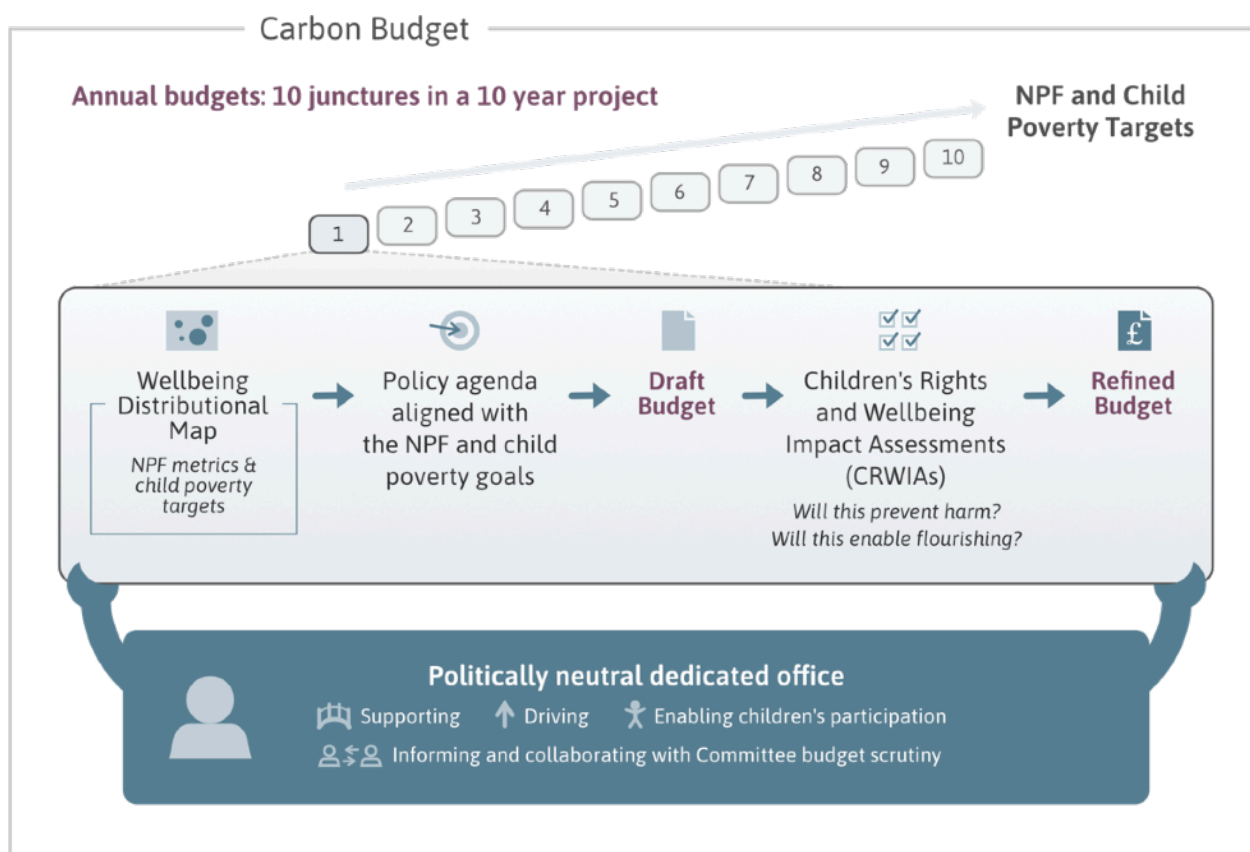 Carbon Budget
Annual budgets: 10 junctures in a 10 year project
NPF and Child
Poverty Targets
1
2
3
4
5
6
7
8
9
10
Wellbeing
Distributional
Map
NPF metrics &
child poverty
targets
Policy agenda
aligned with
the NPF and child
poverty goals
Draft
Budget
Children's Rights
and Wellbeing
Impact Assessments
(CRWIAs)
Will this prevent harm?
Will this enable flourishing?
£
Refined
Budget
Politically neutral dedicated office
Supporting
Driving
Enabling children's participation
Informing and collaborating with Committee budget scrutiny